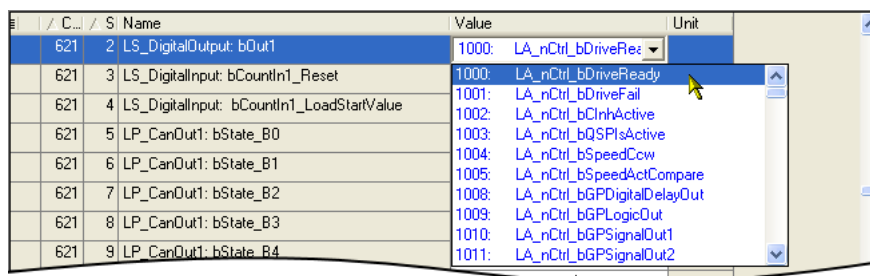 C... S Name Value Unit
621 2 LS_DigitalOutput: bOut1 1000: LA_nCtrl_bDriveRea
621 3 LS_DigitalInput: bCountIn1_Reset
621 4 LS_DigitalInput: bCountIn1_LoadStartValue
621 5 LP_CanOut1: bState_B0
621 6 LP_CanOut1: bState_B1
621 7 LP_CanOut1: bState_B2
621 8 LP_CanOut1: bState_B3
621 9 LP_CanOut1: bState_B4
1000: LA_nCtrl_bDriveReady
1001: LA_nCtrl_bDriveFail
1002: LA_nCtrl_bCInhActive
1003: LA_nCtrl_bQSPIsActive
1004: LA_nCtrl_bSpeedCcw
1005: LA_nCtrl_bSpeedActCompare
1008: LA_nCtrl_bGPDigitalDelayOut
1009: LA_nCtrl_bGPLogicOut
1010: LA_nCtrl_bGPSignalOut1
1011: LA_nCtrl_bGPSignalOut2